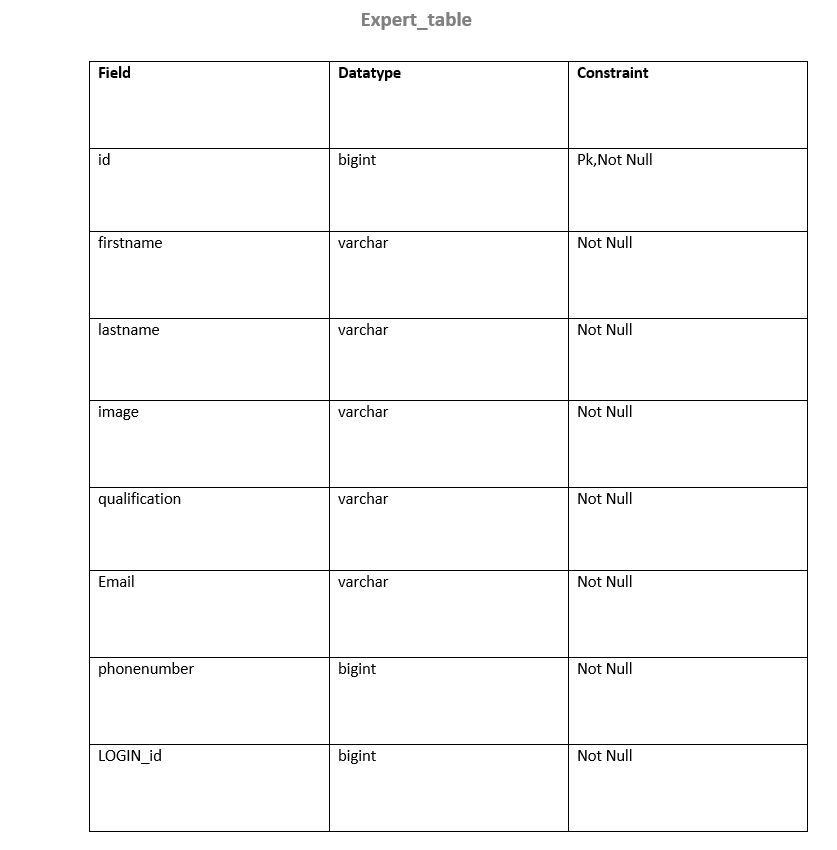 Expert_table
Field Datatype Constraint
id bigint Pk,Not Null
firstname varchar Not Null
lastname varchar Not Null
image varchar Not Null
qualification varchar Not Null
Email varchar Not Null
phonenumber bigint Not Null
LOGIN_id bigint Not Null